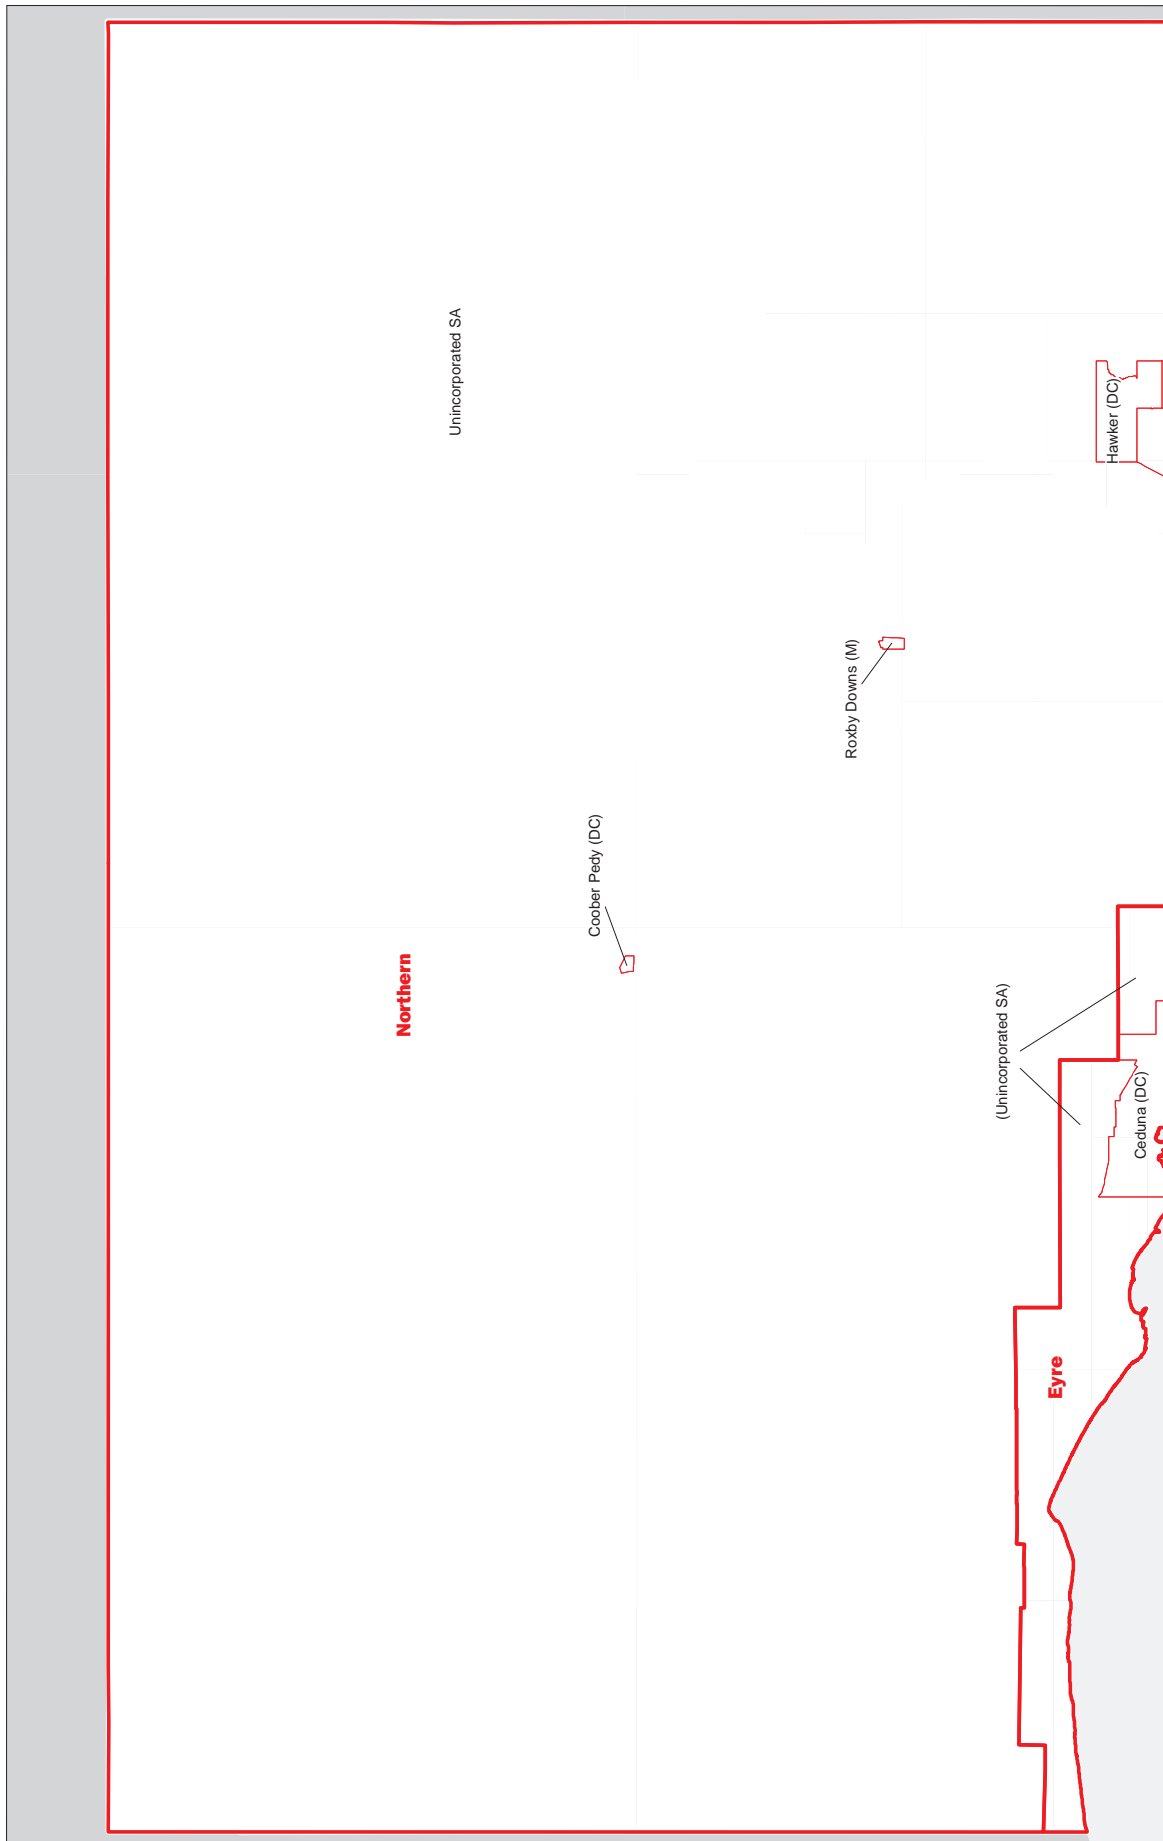 Unincorporated SA
Hawker (DC)
Roxby Downs (M)
Coober Pedy (DC)
Northern
(Unincorporated SA)
Ceduna (DC)
Eyre